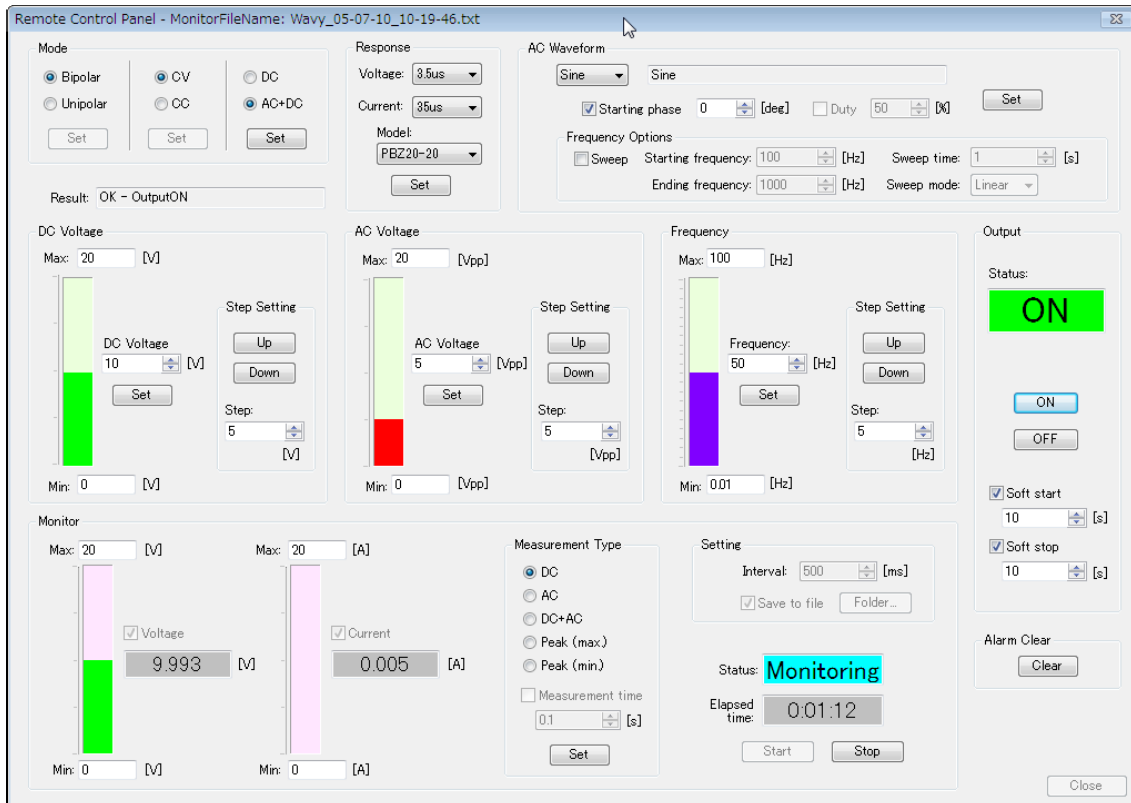 Remote Control Panel - MonitorFileName: Wavy_05-07-10_10-19-46.txt
Mode
Bipolar
Unipolar
Set
CV
CC
Set
DC
AC+DC
Set
Result: OK - OutputON
Response
Voltage: 3.5us
Current: 35us
Model:
PBZ20-20
Set
AC Waveform
Sine Sine
Starting phase 0 [deg] Duty 50 [%] Set
Frequency Options
Sweep Starting frequency: 100 [Hz] Sweep time: 1 [s]
Ending frequency: 1000 [Hz] Sweep mode: Linear
DC Voltage
Max: 20 [V]
DC Voltage
10 [V]
Set
Step Setting
Up
Down
Step:
5
[V]
Min: 0 [V]
AC Voltage
Max: 20 [Vpp]
AC Voltage
5 [Vpp]
Set
Step Setting
Up
Down
Step:
5
[Vpp]
Min: 0 [Vpp]
Frequency
Max: 100 [Hz]
Frequency:
50 [Hz]
Set
Step Setting
Up
Down
Step:
5
[Hz]
Min: 0.01 [Hz]
Output
Status:
ON
ON
OFF
Soft start
10 [s]
Soft stop
10 [s]
Monitor
Max: 20 [V]
Voltage
9.993 [V]
Min: 0 [V]
Max: 20 [A]
Current
0.005 [A]
Min: 0 [A]
Measurement Type
DC
AC
DC+AC
Peak (max.)
Peak (min.)
Measurement time
0.1 [s]
Set
Setting
Interval: 500 [ms]
Save to file Folder...
Status: Monitoring
Elapsed
time: 0:01:12
Start Stop
Alarm Clear
Clear
Close